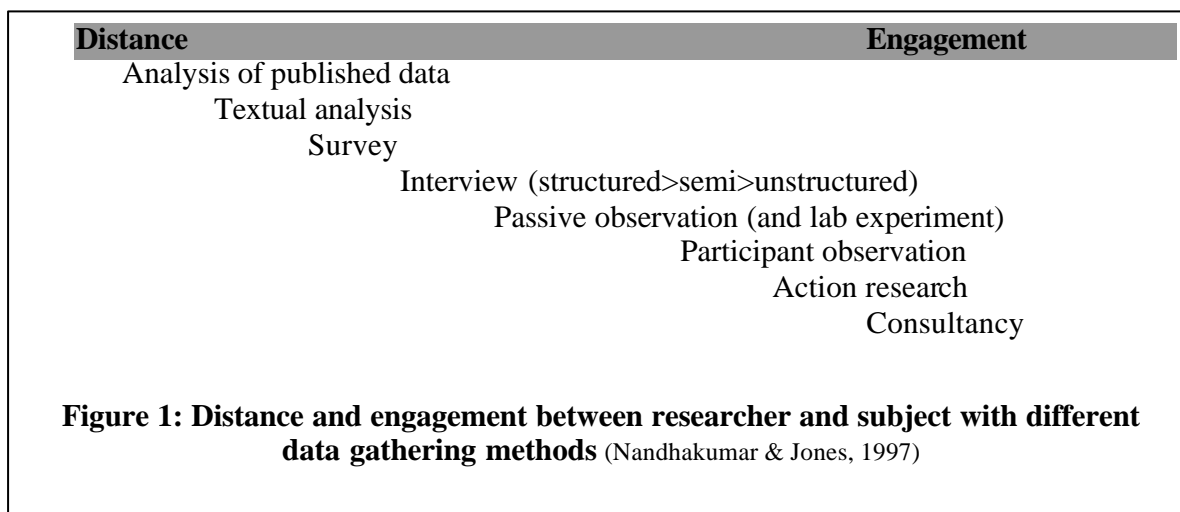 Distance Engagement
Analysis of published data
Textual analysis
Survey
Interview (structured>semi>unstructured)
Passive observation (and lab experiment)
Participant observation
Action research
Consultancy
Figure 1: Distance and engagement between researcher and subject with different
data gathering methods (Nandhakumar & Jones, 1997)